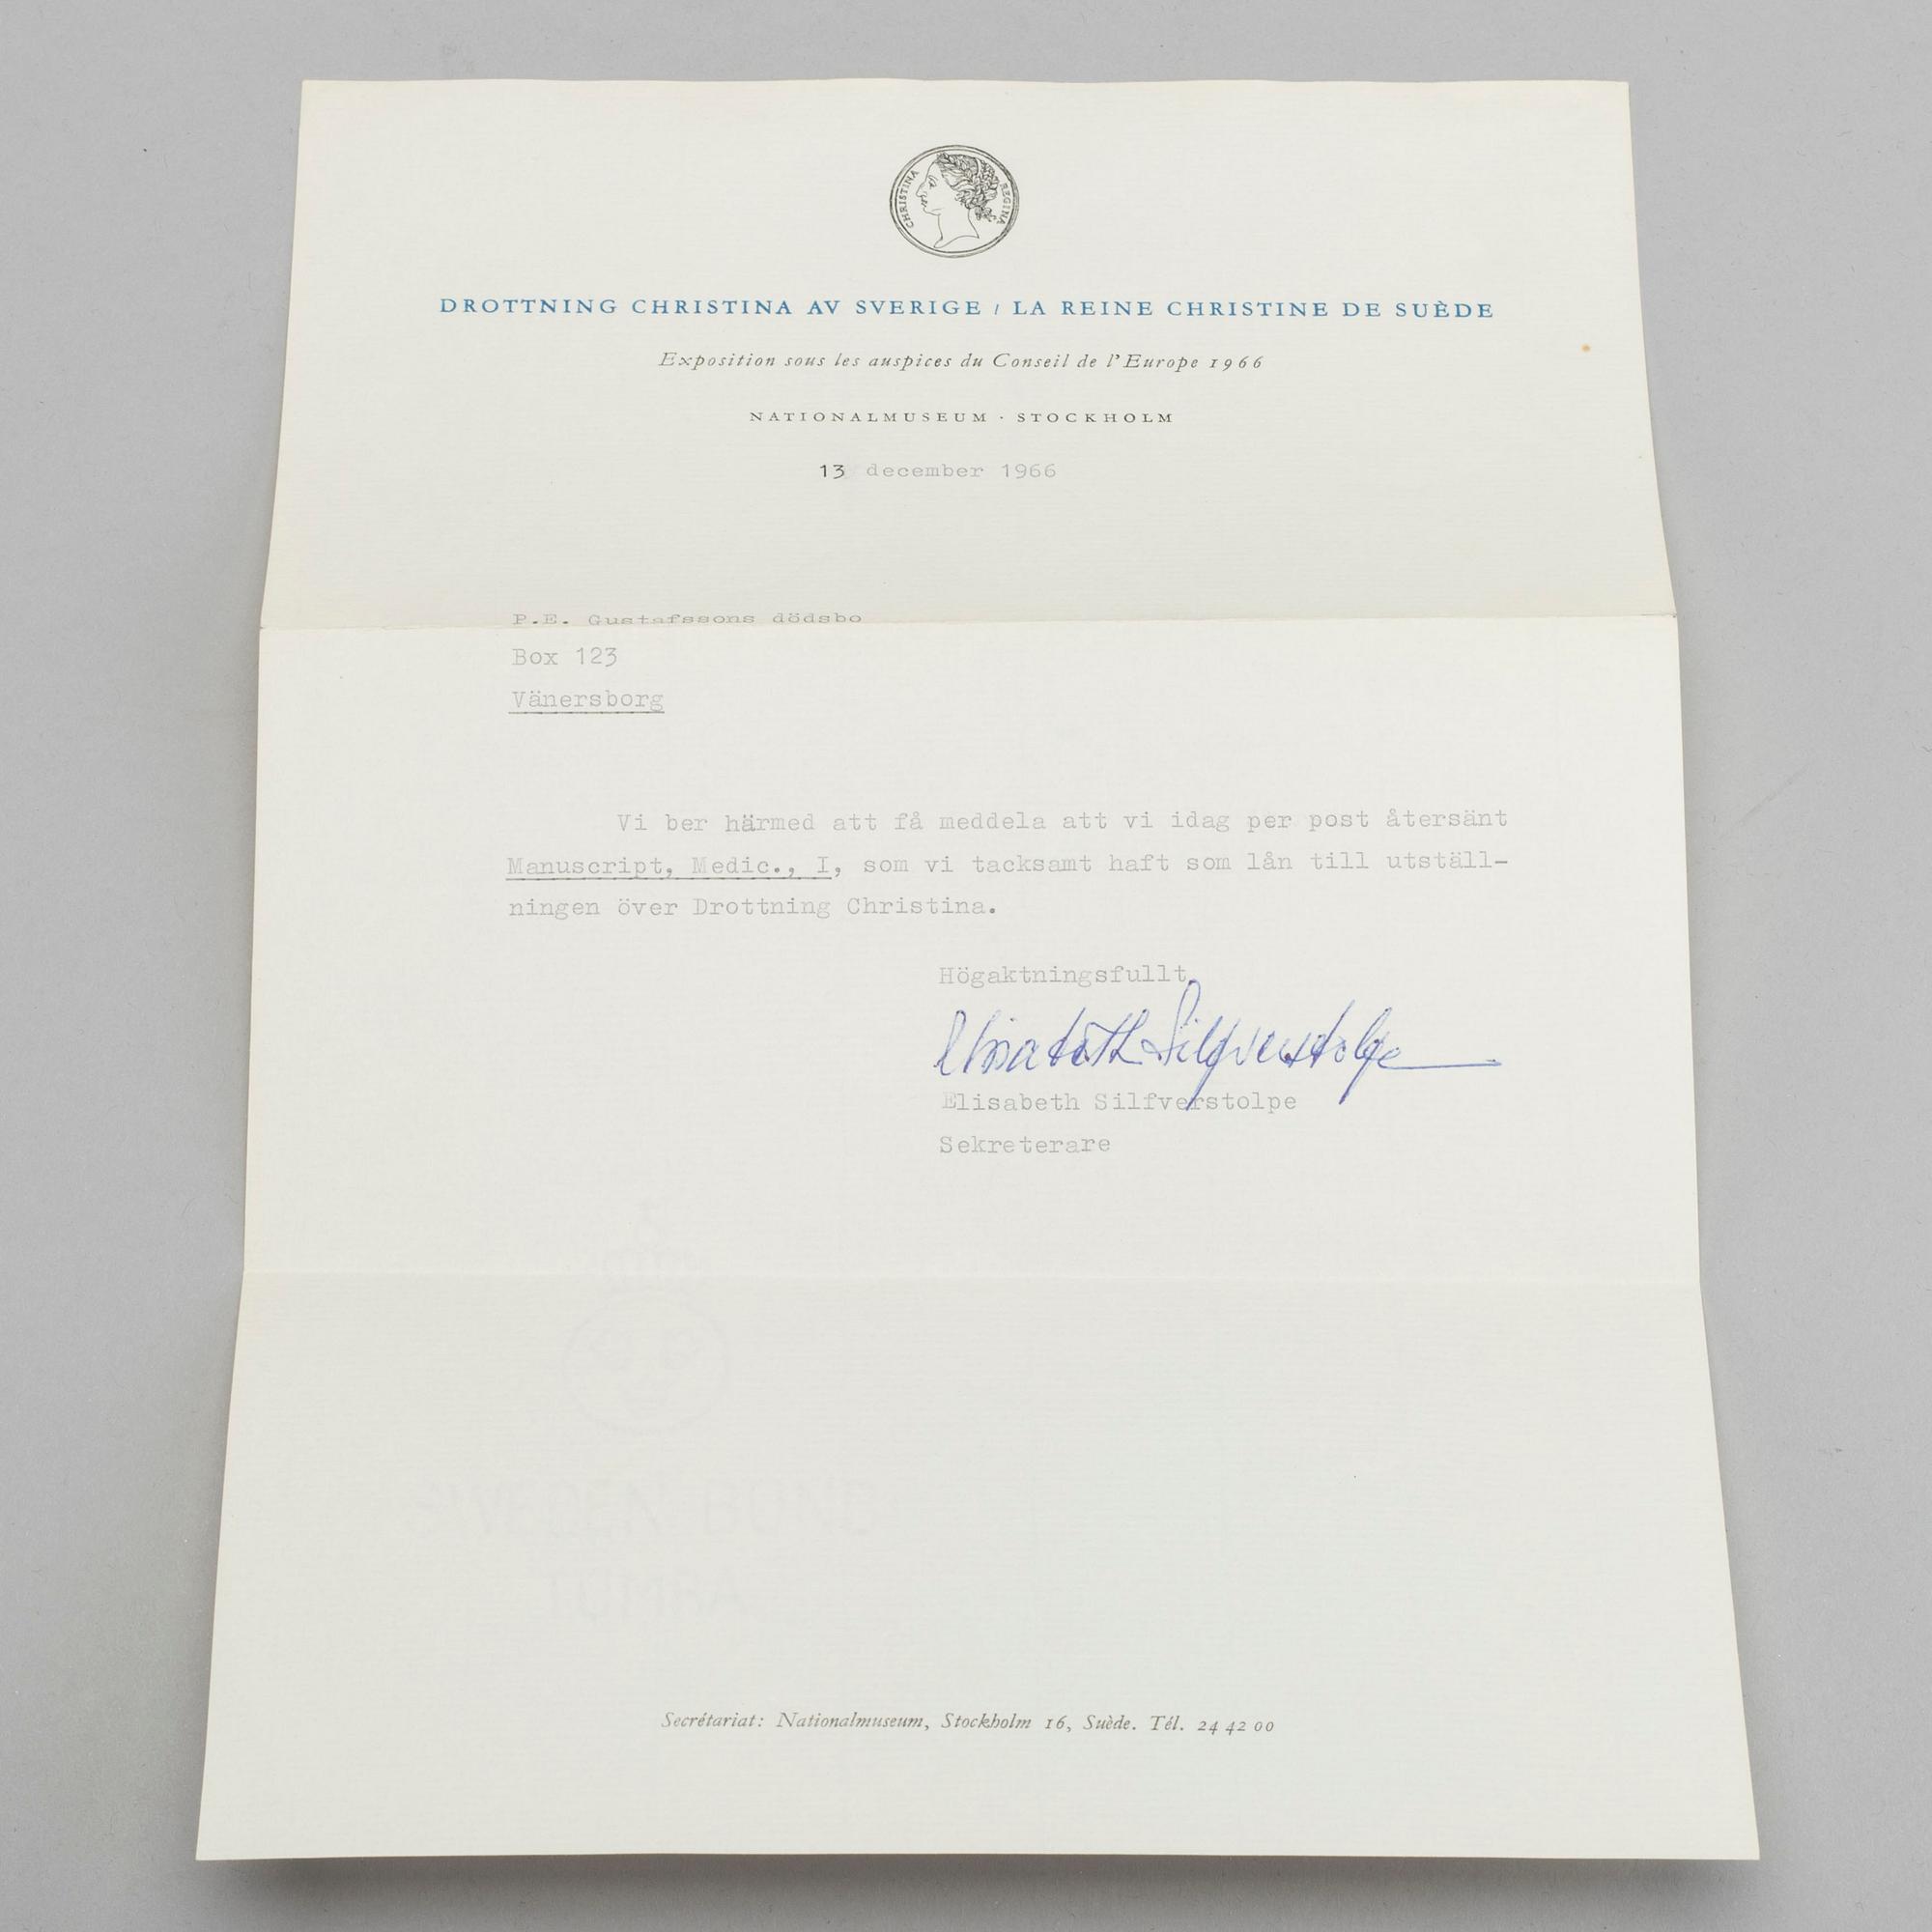 CHRISTINA REGINA
DROTTNING CHRISTINA AV SVERIGE / LA REINE CHRISTINE DE SUÈDE
Exposition sous les auspices du Conseil de l'Europe 1966
NATIONALMUSEUM · STOCKHOLM
13 december 1966
P.E. Gustafssons dödsbo
Box 123
Vänersborg
Vi ber härmed att få meddela att vi idag per post återsänt
Manuscript, Medic., I, som vi tacksamt haft som lån till utställ-
ningen över Drottning Christina.
Högaktningsfullt,
Elisabeth Silfverstolpe
Elisabeth Silfverstolpe
Sekreterare
SWEDEN BOND
TUMBA
Secrétariat: Nationalmuseum, Stockholm 16, Suède. Tél. 24 42 00